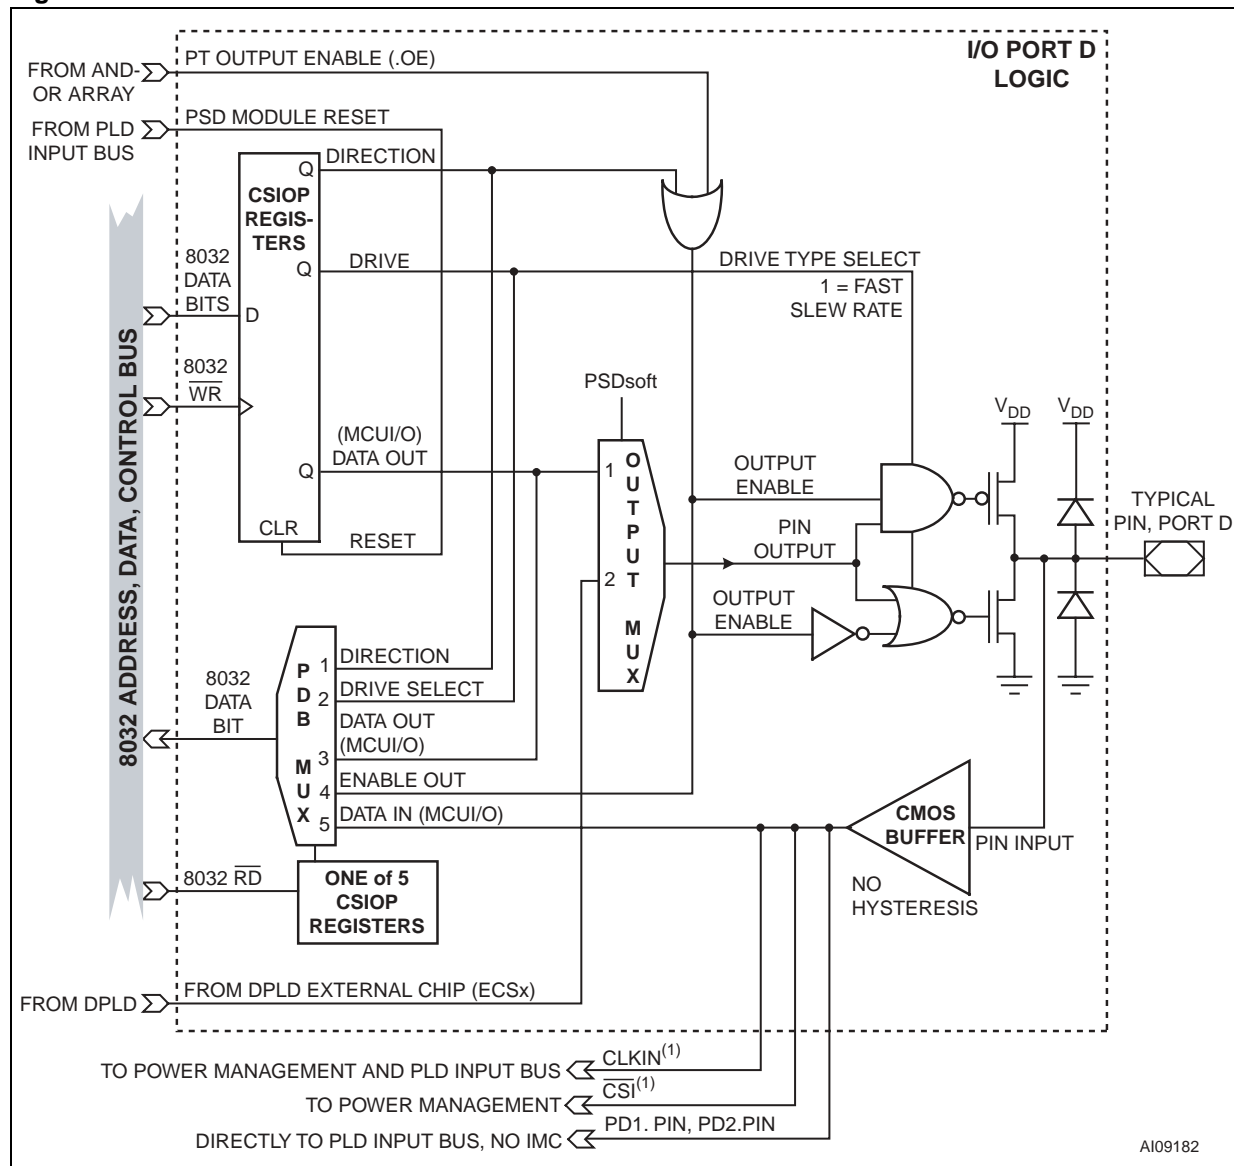 I/O PORT D
LOGIC
FROM AND-
OR ARRAY
PT OUTPUT ENABLE (.OE)
FROM PLD
INPUT BUS
PSD MODULE RESET
DIRECTION
Q
CSIOP
REGIS-
TERS
8032
DATA
BITS
Q
DRIVE
DRIVE TYPE SELECT
1 = FAST
SLEW RATE
D
8032 ADDRESS, DATA, CONTROL BUS
8032
WR
PSDsoft
(MCUI/O)
DATA OUT
Q
1
OUTPUT MUX
2
OUTPUT
ENABLE
VDD
VDD
TYPICAL
PIN, PORT D
CLR
RESET
PIN
OUTPUT
OUTPUT
ENABLE
PDB MUX
1
DIRECTION
2
DRIVE SELECT
DATA OUT
(MCUI/O)
3
4
ENABLE OUT
5
DATA IN (MCUI/O)
8032
DATA
BIT
CMOS
BUFFER
PIN INPUT
NO
HYSTERESIS
8032 RD
ONE of 5
CSIOP
REGISTERS
FROM DPLD
FROM DPLD EXTERNAL CHIP (ECSx)
TO POWER MANAGEMENT AND PLD INPUT BUS
CLKIN(1)
TO POWER MANAGEMENT
CSI(1)
DIRECTLY TO PLD INPUT BUS, NO IMC
PD1. PIN, PD2.PIN
AI09182